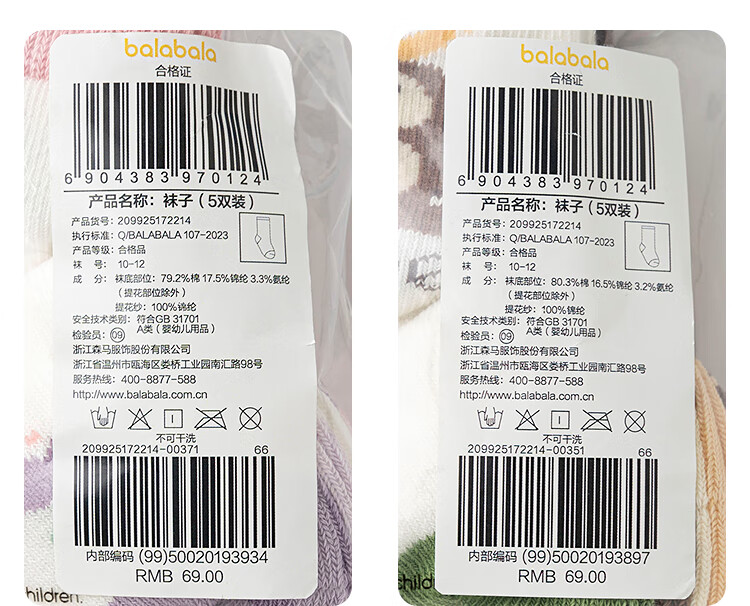 balabala
合格证
6 904383 970124
产品名称：袜子（5双装）
产品货号：209925172214
执行标准：Q/BALABALA 107-2023
产品等级：合格品
袜 号：10-12
成 分：袜底部位：79.2%棉 17.5%锦纶 3.3%氨纶
（提花部位除外）
提花纱：100%锦纶
安全技术类别：符合GB 31701
A类（婴幼儿用品）
检验员：09
浙江森马服饰股份有限公司
浙江省温州市瓯海区娄桥工业园南汇路98号
服务热线：400-8877-588
http://www.balabala.com.cn
不可干洗
209925172214-00371 66
内部编码 (99)50020193934
RMB 69.00
children.
balabala
合格证
6 904383 970124
产品名称：袜子（5双装）
产品货号：209925172214
执行标准：Q/BALABALA 107-2023
产品等级：合格品
袜 号：10-12
成 分：袜底部位：80.3%棉 16.5%锦纶 3.2%氨纶
（提花部位除外）
提花纱：100%锦纶
安全技术类别：符合GB 31701
A类（婴幼儿用品）
检验员：09
浙江森马服饰股份有限公司
浙江省温州市瓯海区娄桥工业园南汇路98号
服务热线：400-8877-588
http://www.balabala.com.cn
不可干洗
209925172214-00351 66
内部编码 (99)50020193897
RMB 69.00
child